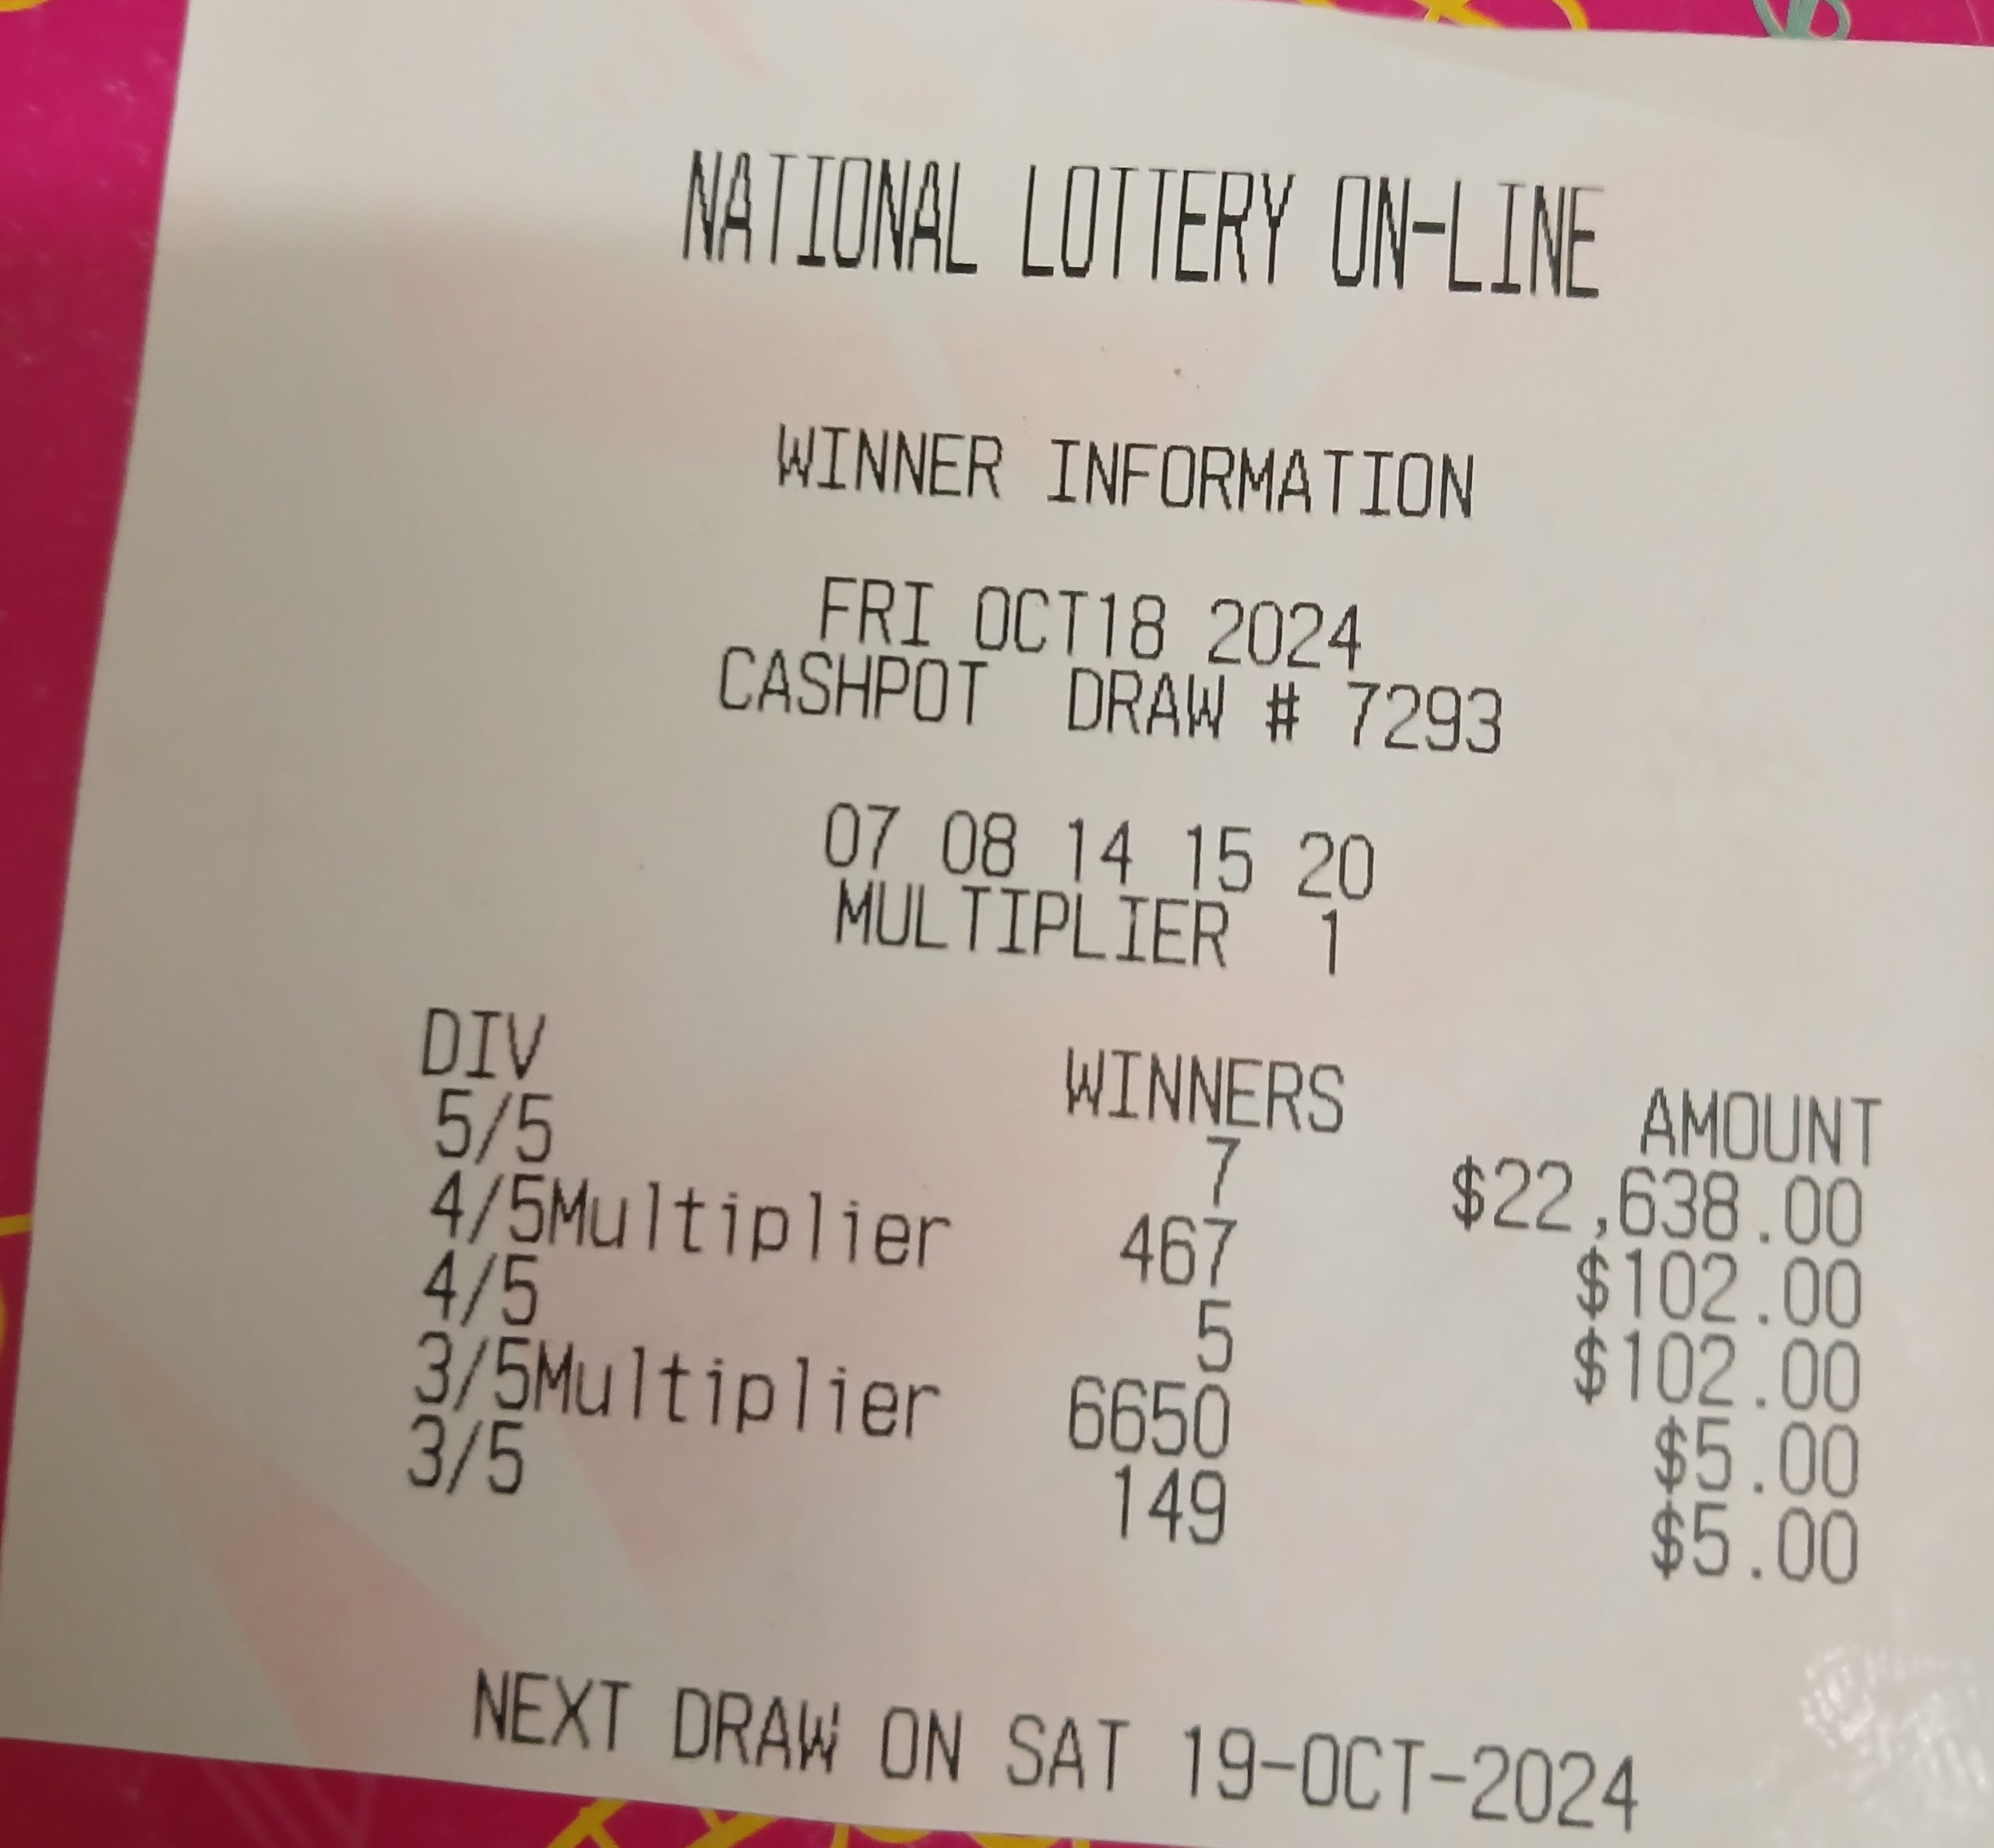 NATIONAL LOTTERY ON-LINE
WINNER INFORMATION
FRI OCT18 2024
CASHPOT DRAW # 7293
07 08 14 15 20
MULTIPLIER 1
DIV WINNERS AMOUNT
5/5 7 $22,638.00
4/5Multiplier 467 $102.00
4/5 5 $102.00
3/5Multiplier 6650 $5.00
3/5 149 $5.00
NEXT DRAW ON SAT 19-OCT-2024